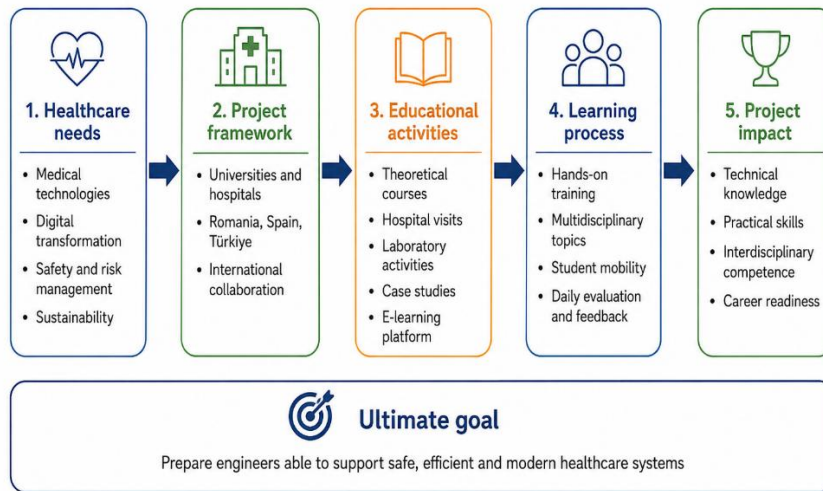 1. Healthcare
needs
• Medical
technologies
• Digital
transformation
• Safety and risk
management
• Sustainability
2. Project
framework
• Universities and
hospitals
• Romania, Spain,
Türkiye
• International
collaboration
3. Educational
activities
• Theoretical
courses
• Hospital visits
• Laboratory
activities
• Case studies
• E-learning
platform
4. Learning
process
• Hands-on
training
• Multidisciplinary
topics
• Student mobility
• Daily evaluation
and feedback
5. Project
impact
• Technical
knowledge
• Practical skills
• Interdisciplinary
competence
• Career readiness
Ultimate goal
Prepare engineers able to support safe, efficient and modern healthcare systems